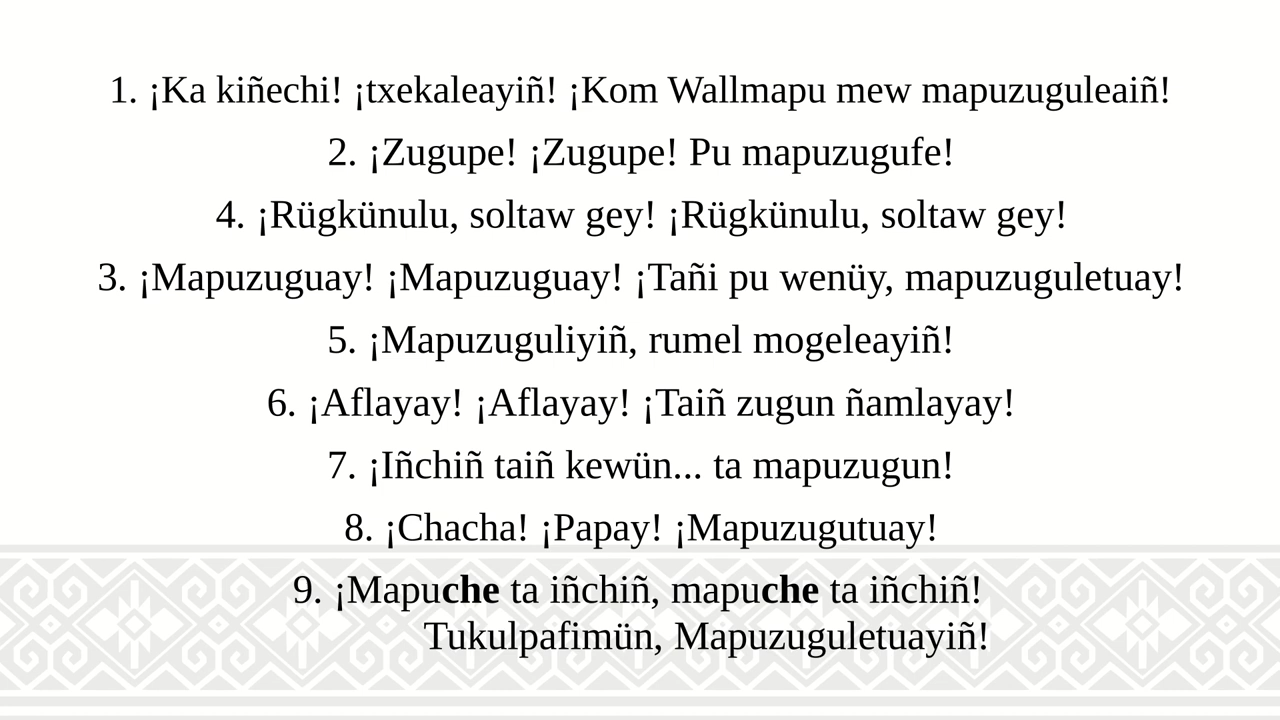 1. ¡Ka kiñechi! ¡txekaleayiñ! ¡Kom Wallmapu mew mapuzuguleaiñ!
2. ¡Zugupe! ¡Zugupe! Pu mapuzugufe!
4. ¡Rügkünulu, soltaw gey! ¡Rügkünulu, soltaw gey!
3. ¡Mapuzuguay! ¡Mapuzuguay! ¡Tañi pu wenüy, mapuzuguletuay!
5. ¡Mapuzuguliyiñ, rumel mogeleayiñ!
6. ¡Aflayay! ¡Aflayay! ¡Taiñ zugun ñamlayay!
7. ¡Iñchiñ taiñ kewün... ta mapuzugun!
8. ¡Chacha! ¡Papay! ¡Mapuzugutuay!
9. ¡Mapuche ta iñchiñ, mapuche ta iñchiñ!
Tukulpafimün, Mapuzuguletuayiñ!